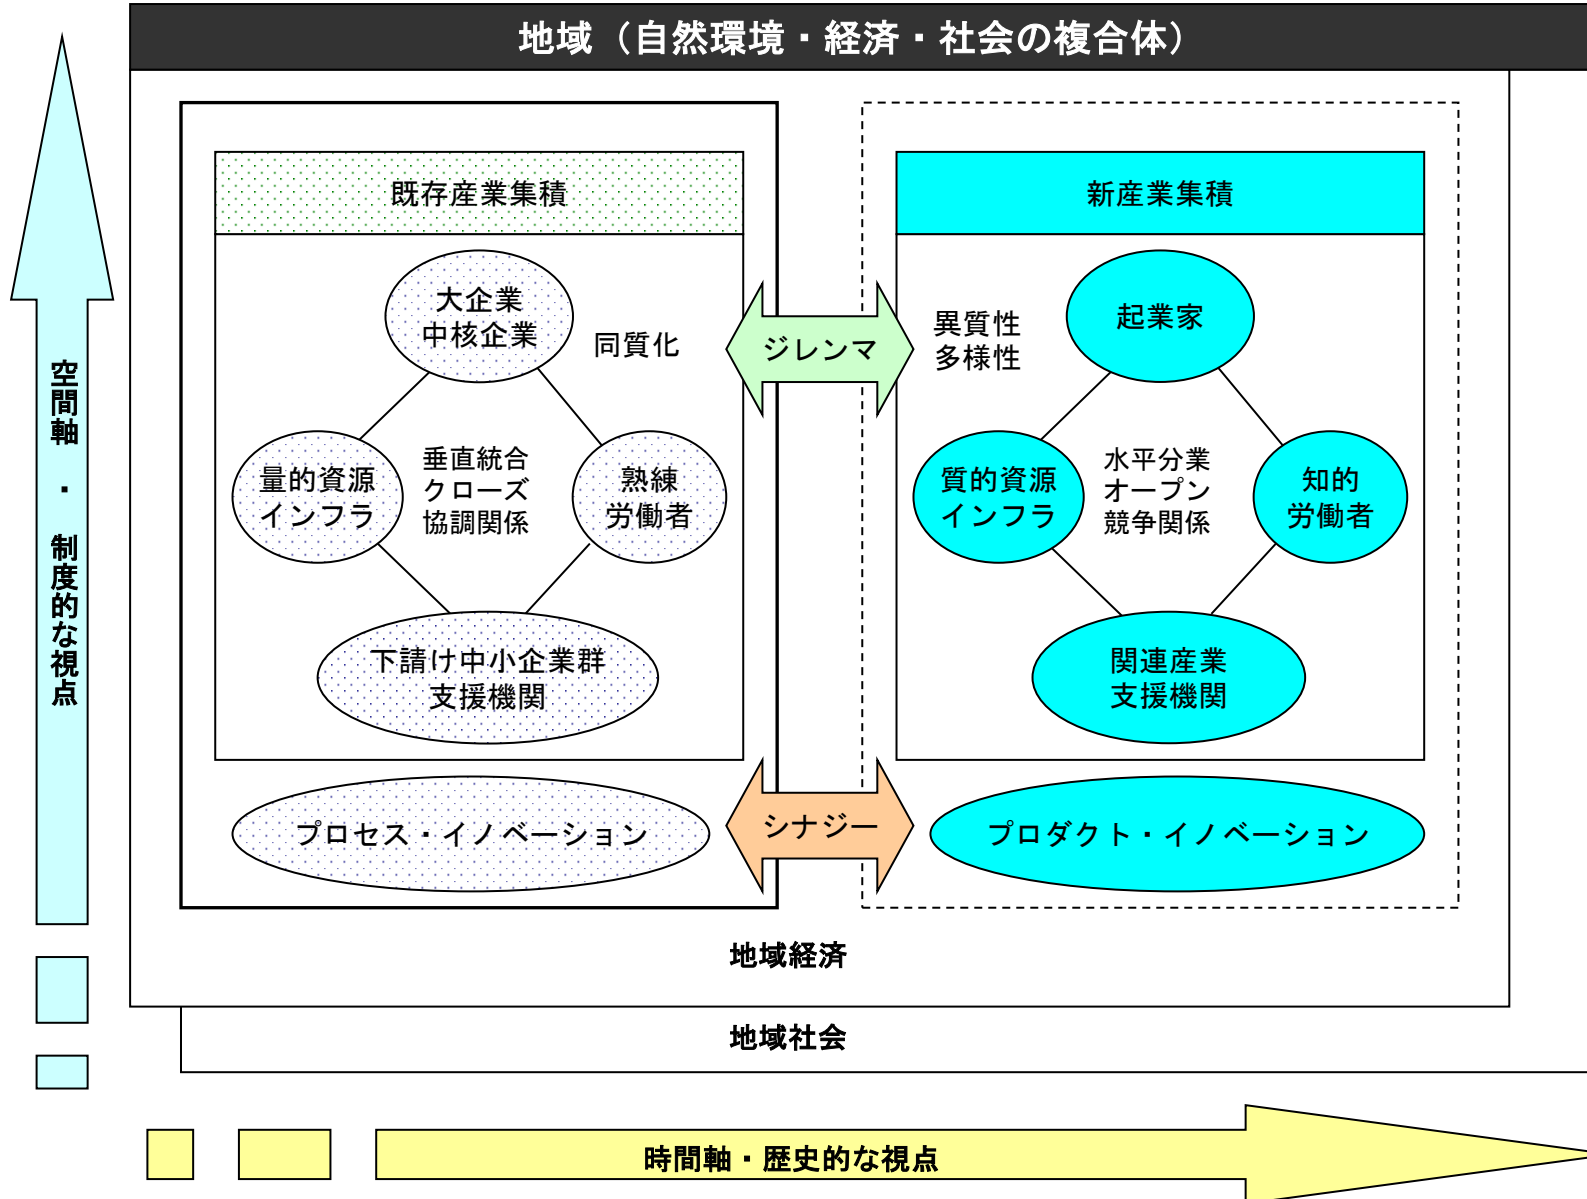 地域（自然環境・経済・社会の複合体）
空間軸・制度的な視点
既存産業集積
大企業
中核企業
同質化
量的資源
インフラ
垂直統合
クローズ
協調関係
熟練
労働者
下請け中小企業群
支援機関
プロセス・イノベーション
ジレンマ
シナジー
新産業集積
異質性
多様性
起業家
質的資源
インフラ
水平分業
オープン
競争関係
知的
労働者
関連産業
支援機関
プロダクト・イノベーション
地域経済
地域社会
時間軸・歴史的な視点